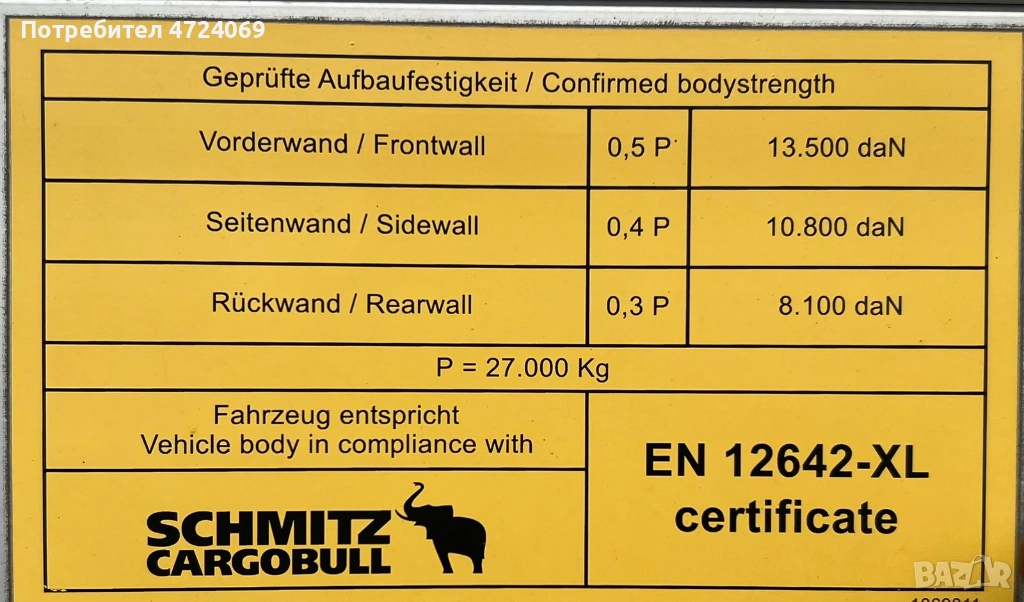 Потребител 4724069
Geprüfte Aufbaufestigkeit / Confirmed bodystrength
Vorderwand / Frontwall 0,5 P 13.500 daN
Seitenwand / Sidewall 0,4 P 10.800 daN
Rückwand / Rearwall 0,3 P 8.100 daN
P = 27.000 Kg
Fahrzeug entspricht
Vehicle body in compliance with
EN 12642-XL
certificate
SCHMITZ
CARGOBULL
BAZAR